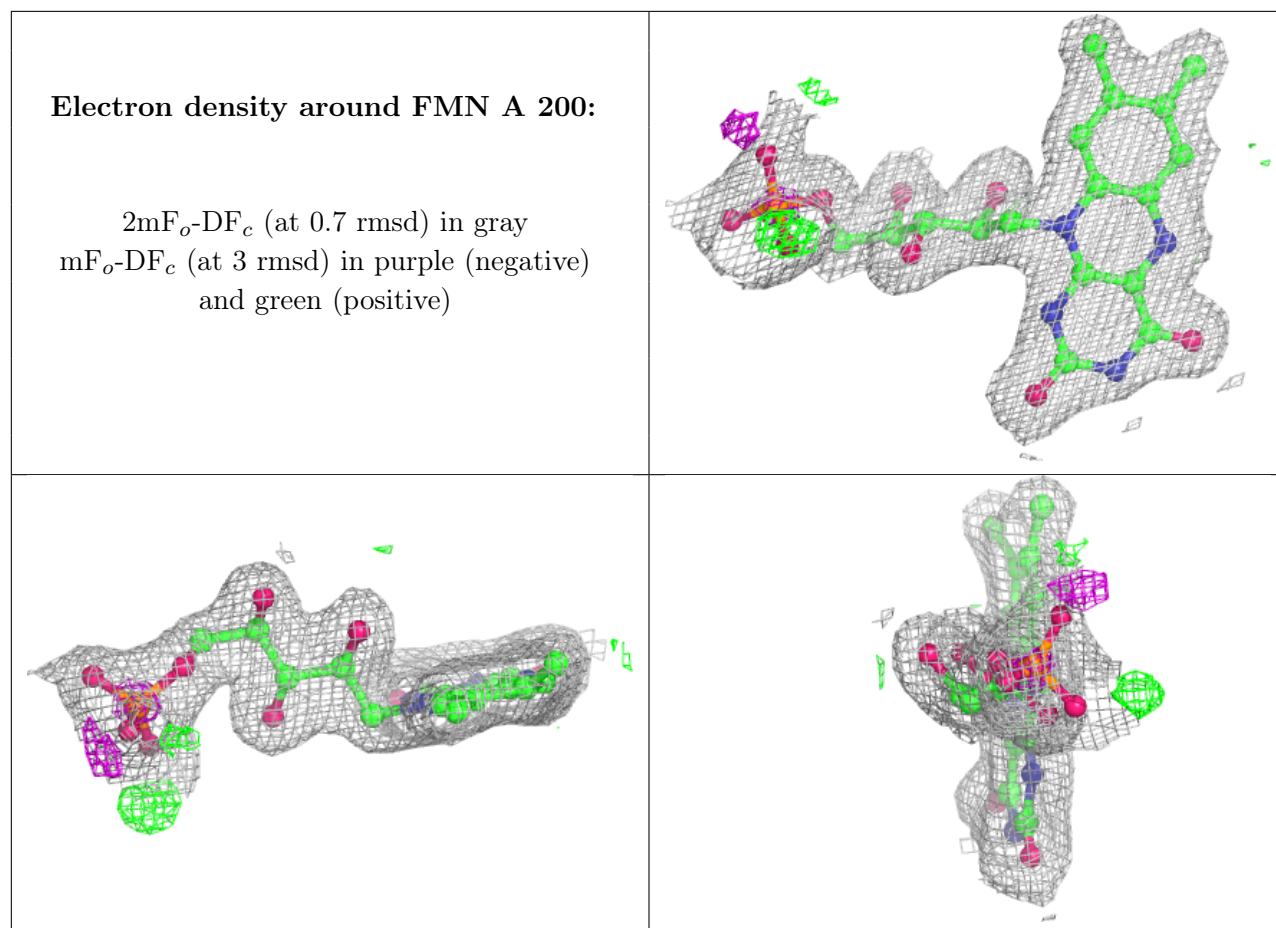 Electron density around FMN A 200:
2mFo-DFc (at 0.7 rmsd) in gray
mFo-DFc (at 3 rmsd) in purple (negative)
and green (positive)